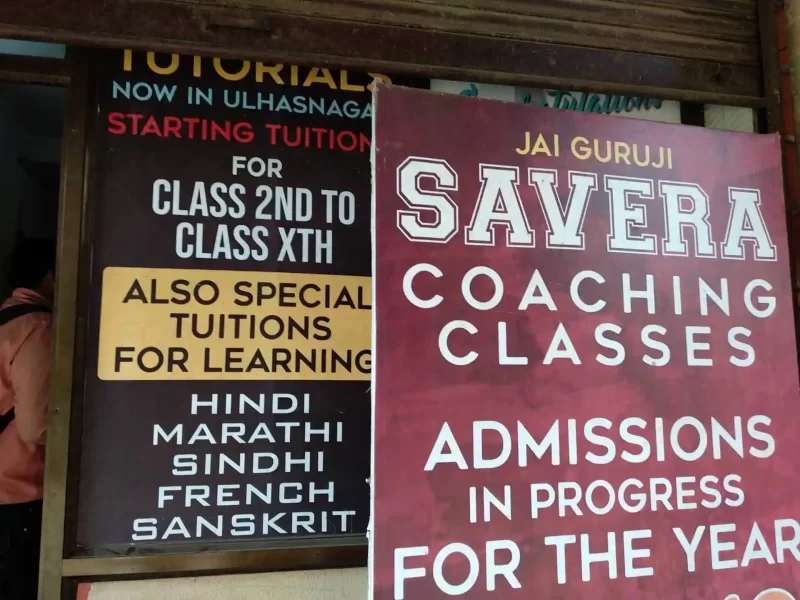 TUTORIALS
NOW IN ULHASNAGA
STARTING TUITION
FOR
CLASS 2ND TO
CLASS XTH
ALSO SPECIAL
TUITIONS
FOR LEARNING
HINDI
MARATHI
SINDHI
FRENCH
SANSKRIT
JAI GURUJI
SAVERA
COACHING
CLASSES
ADMISSIONS
IN PROGRESS
FOR THE YEAR